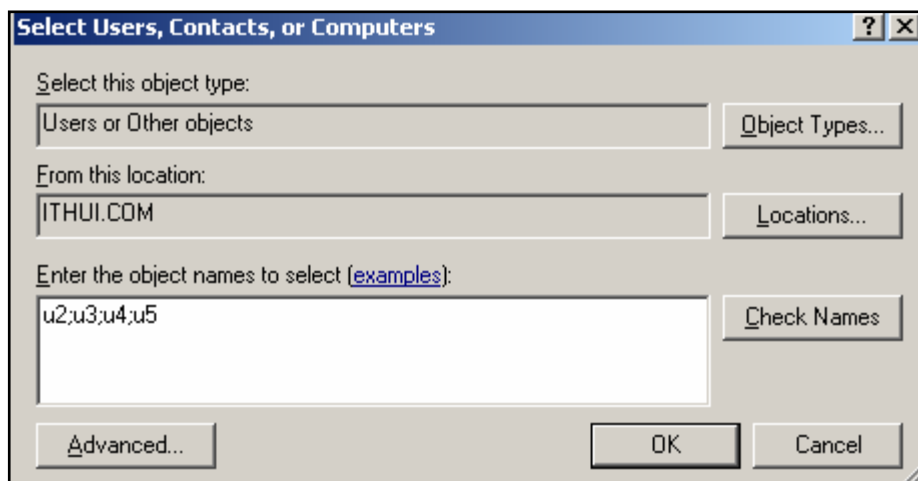 Select Users, Contacts, or Computers
Select this object type:
Users or Other objects
Object Types...
From this location:
ITHUI.COM
Locations...
Enter the object names to select (examples):
u2;u3;u4;u5
Check Names
Advanced...
OK
Cancel